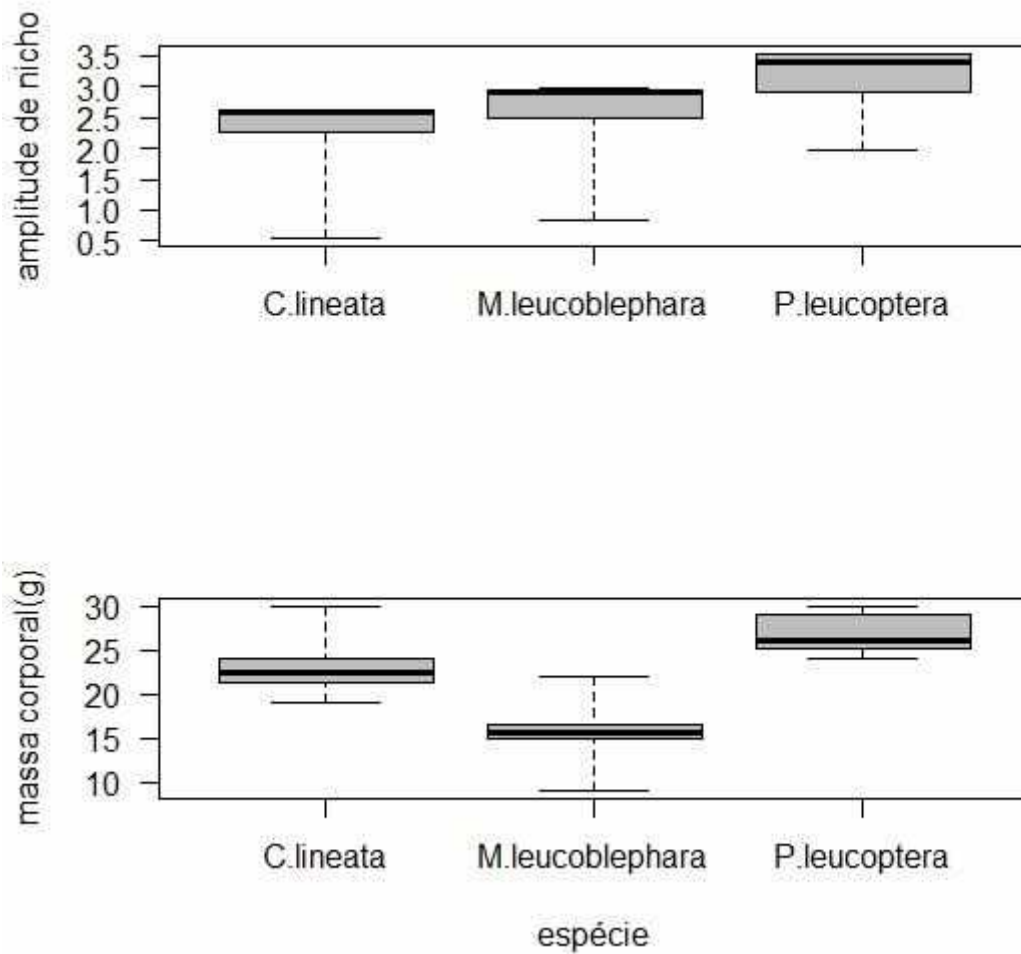 amplitude de nicho
3.5
3.0
2.5
2.0
1.5
1.0
0.5
C.lineata M.leucoblephara P.leucoptera
massa corporal(g)
30
25
20
15
10
C.lineata M.leucoblephara P.leucoptera
espécie